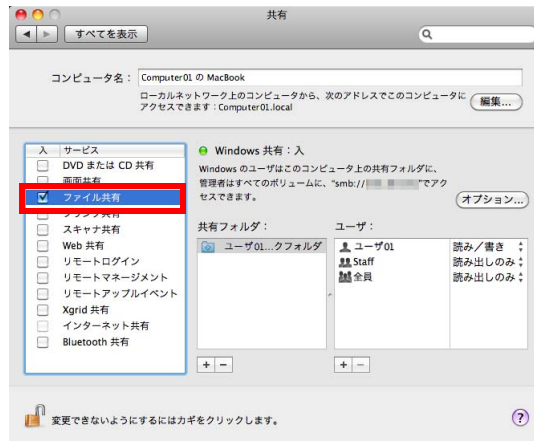 共有
すべてを表示
コンピュータ名： Computer01 の MacBook
ローカルネットワーク上のコンピュータから、次のアドレスでこのコンピュータに
アクセスできます：Computer01.local
編集...
入 サービス
DVD または CD 共有
画面共有
ファイル共有
プリンタ共有
スキャナ共有
Web 共有
リモートログイン
リモートマネージメント
リモートアップルイベント
Xgrid 共有
インターネット共有
Bluetooth 共有
Windows 共有：入
Windows のユーザはこのコンピュータ上の共有フォルダに、
管理者はすべてのボリュームに、"smb:// "でアク
セスできます。
オプション...
共有フォルダ：
ユーザ01...クフォルダ
ユーザ：
ユーザ01 読み／書き
Staff 読み出しのみ
全員 読み出しのみ
変更できないようにするにはカギをクリックします。
?